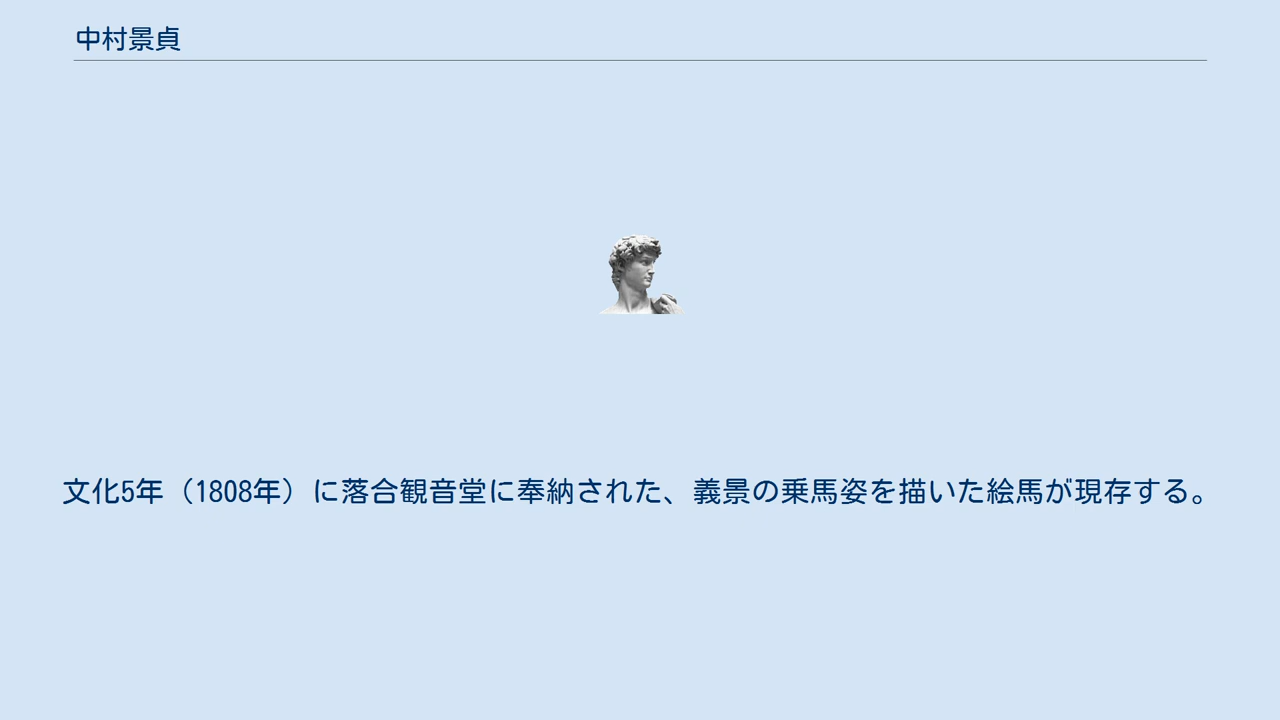 中村景貞
文化5年（1808年）に落合観音堂に奉納された、義景の乗馬姿を描いた絵馬が現存する。